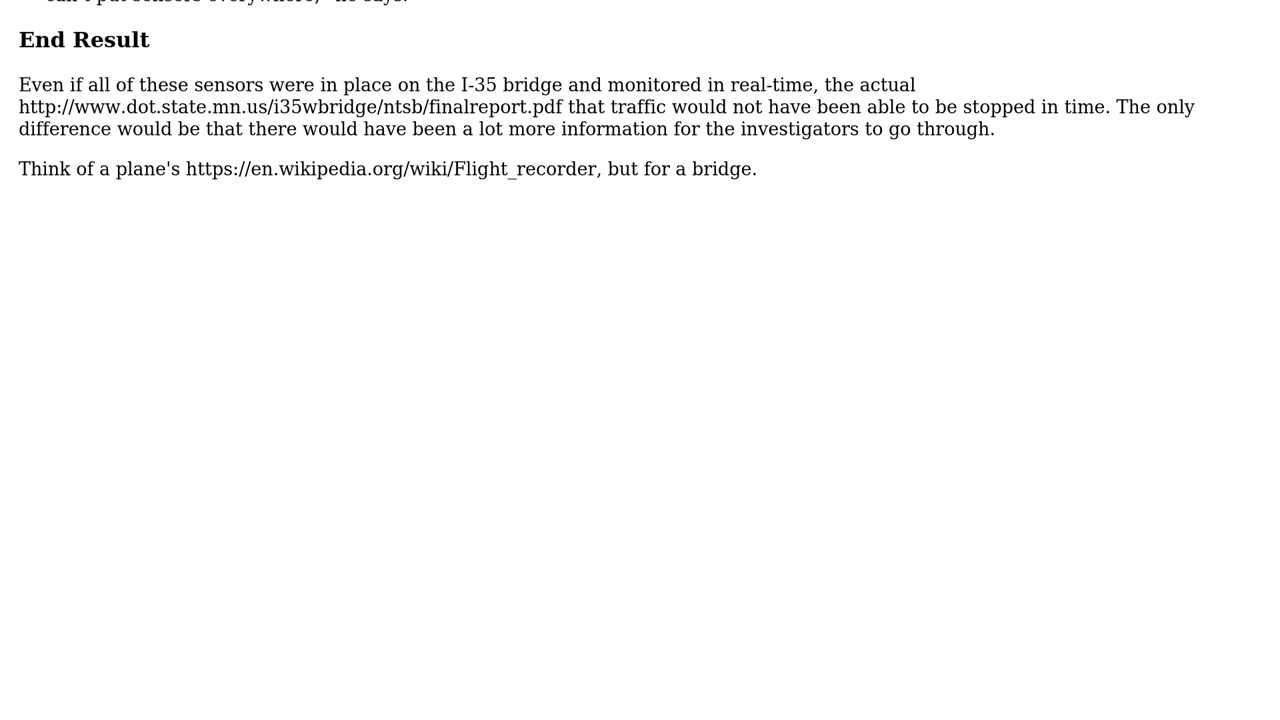 End Result
Even if all of these sensors were in place on the I-35 bridge and monitored in real-time, the actual
http://www.dot.state.mn.us/i35wbridge/ntsb/finalreport.pdf that traffic would not have been able to be stopped in time. The only
difference would be that there would have been a lot more information for the investigators to go through.
Think of a plane's https://en.wikipedia.org/wiki/Flight_recorder, but for a bridge.